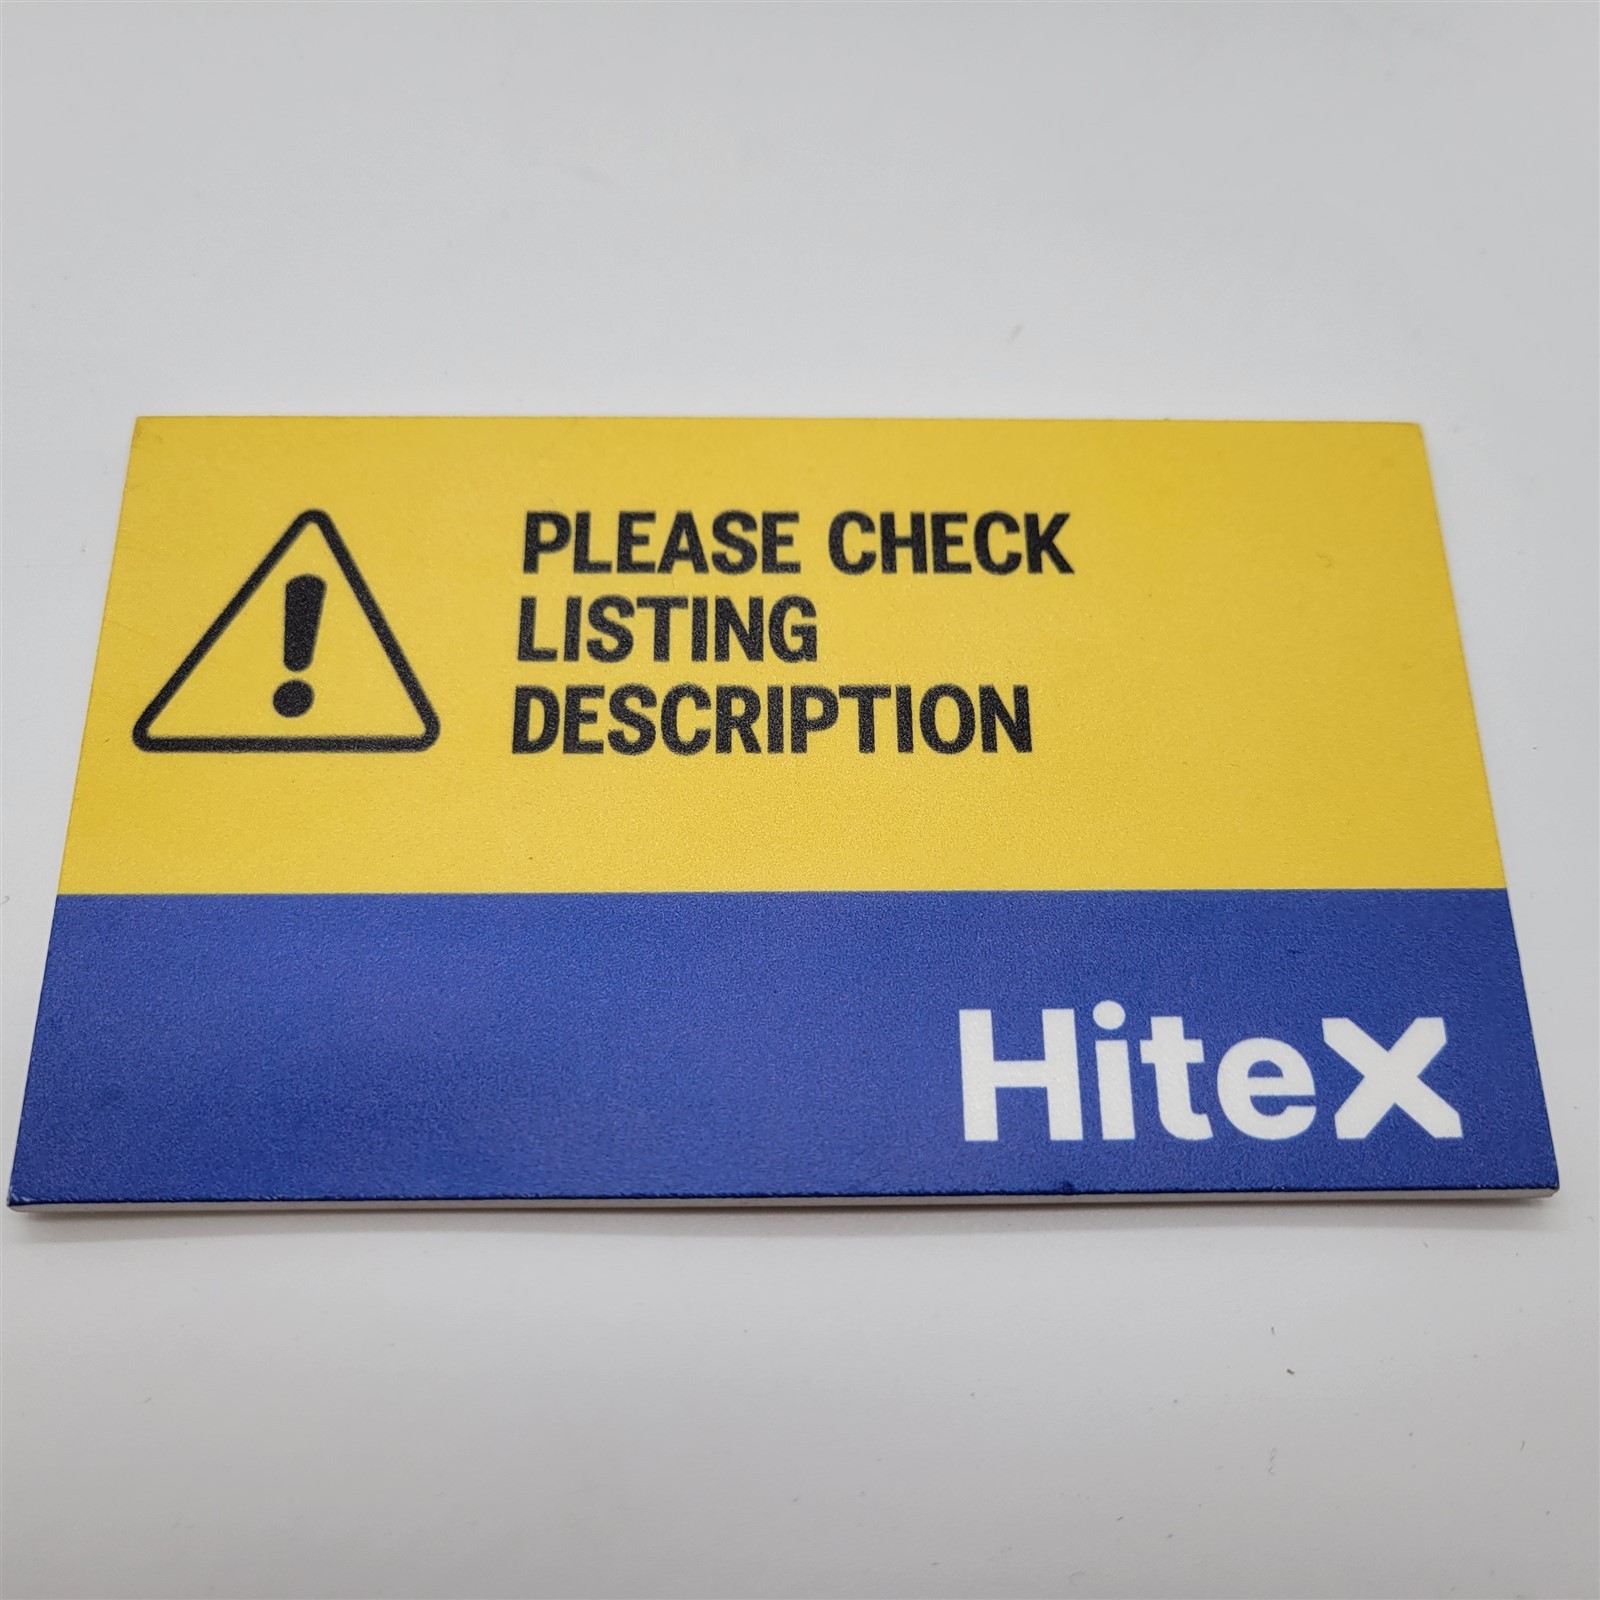 PLEASE CHECK
LISTING
DESCRIPTION
HiteX